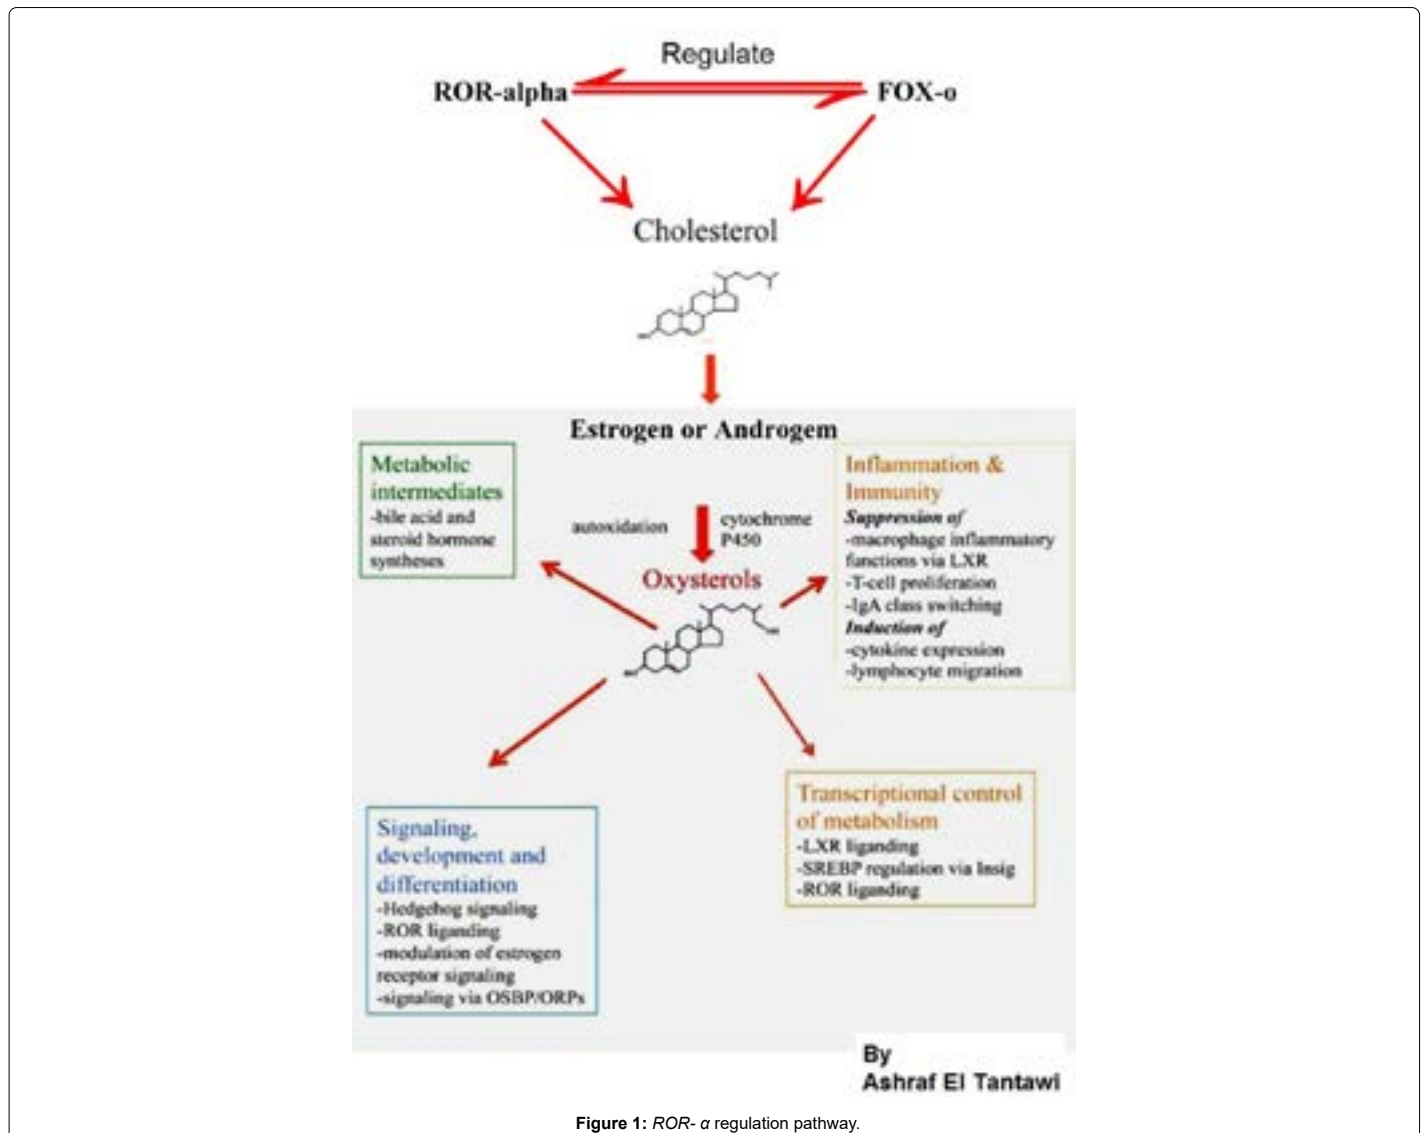 Regulate
ROR-alpha
FOX-o
Cholesterol
Estrogen or Androgem
Metabolic
intermediates
-bile acid and
steroid hormone
syntheses
autoxidation
cytochrome
P450
Oxysterols
Inflammation &
Immunity
Suppression of
-macrophage inflammatory
functions via LXR
-T-cell proliferation
-IgA class switching
Induction of
-cytokine expression
-lymphocyte migration
Signaling,
development and
differentiation
-Hedgehog signaling
-ROR liganding
-modulation of estrogen
receptor signaling
-signaling via OSBP/ORPs
Transcriptional control
of metabolism
-LXR liganding
-SREBP regulation via Insig
-ROR liganding
By
Ashraf El Tantawi
Figure 1: ROR- α regulation pathway.